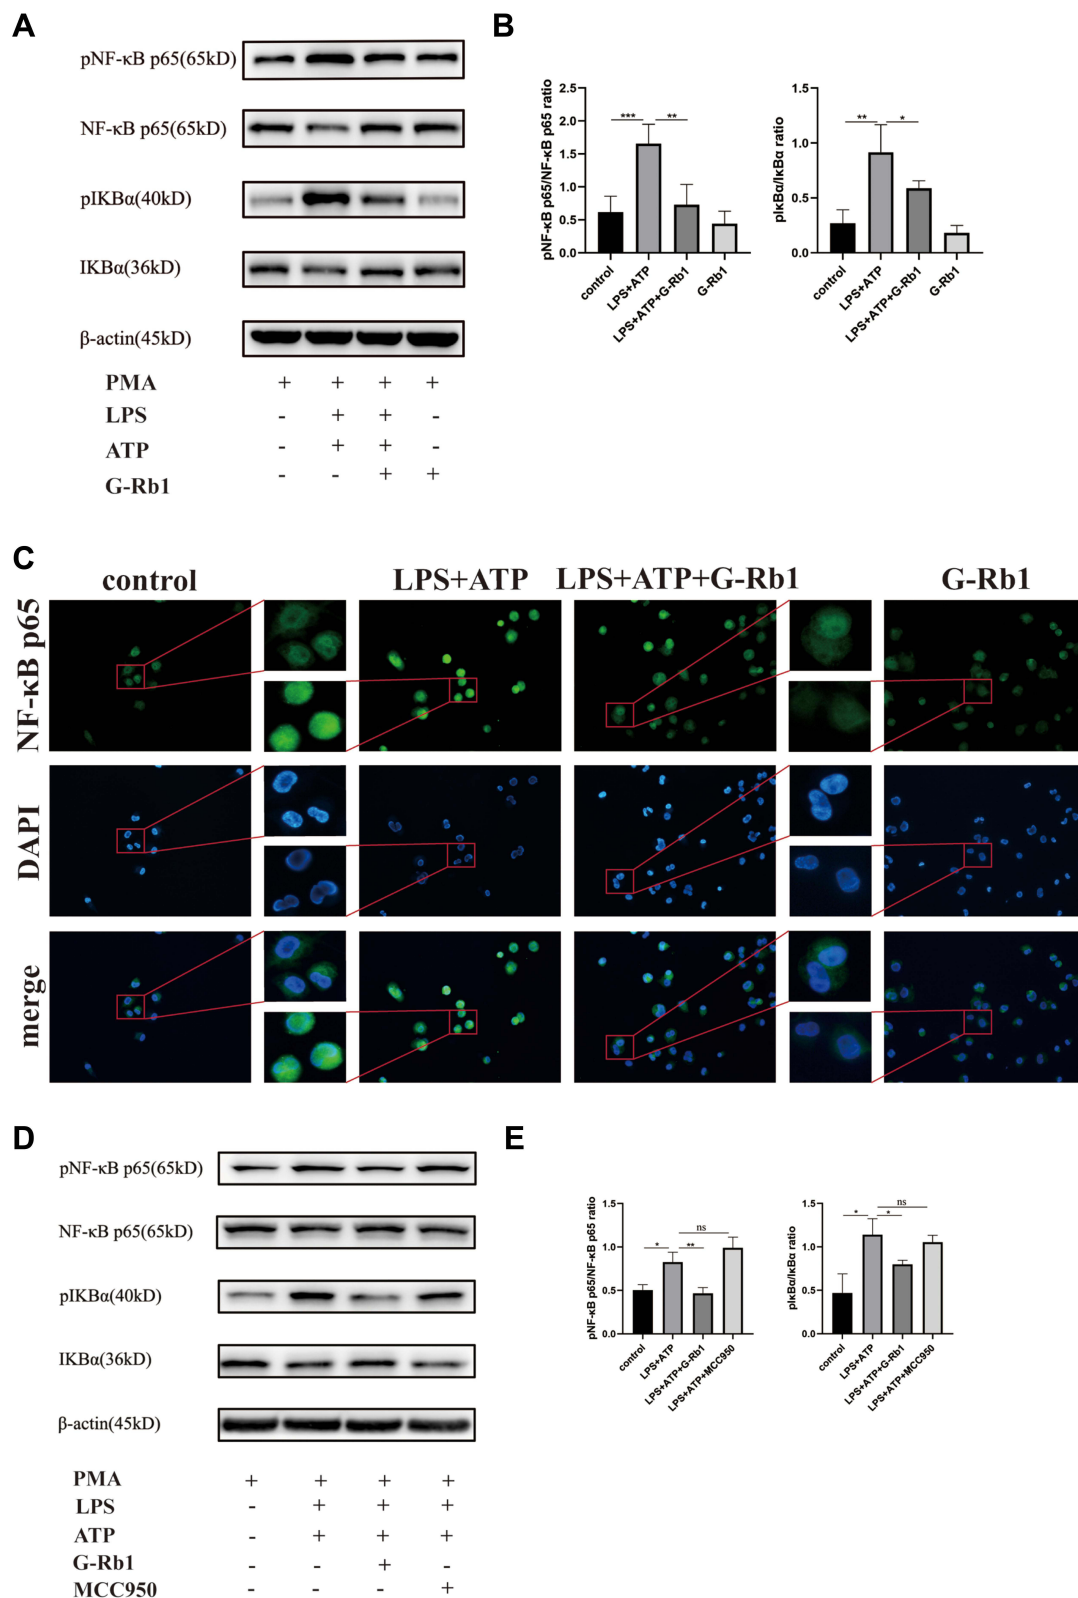 A
pNF-κB p65(65kD)
NF-κB p65(65kD)
pIKBα(40kD)
IKBα(36kD)
β-actin(45kD)
PMA + + + +
LPS - + + -
ATP - + + -
G-Rb1 - - + +
B
pNF-κB p65/NF-κB p65 ratio
2.5
2.0
1.5
1.0
0.5
0.0
*** **
control
LPS+ATP
LPS+ATP+G-Rb1
G-Rb1
pIκBα/IκBα ratio
1.5
1.0
0.5
0.0
** *
control
LPS+ATP
LPS+ATP+G-Rb1
G-Rb1
C
control LPS+ATP LPS+ATP+G-Rb1 G-Rb1
NF-κB p65
DAPI
merge
D
pNF-κB p65(65kD)
NF-κB p65(65kD)
pIKBα(40kD)
IKBα(36kD)
β-actin(45kD)
PMA + + + +
LPS - + + +
ATP - + + +
G-Rb1 - - + -
MCC950 - - - +
E
pNF-κB p65/NF-κB p65 ratio
1.5
1.0
0.5
0.0
ns
* **
control
LPS+ATP
LPS+ATP+G-Rb1
LPS+ATP+MCC950
pIκBα/IκBα ratio
1.5
1.0
0.5
0.0
ns
* *
control
LPS+ATP
LPS+ATP+G-Rb1
LPS+ATP+MCC950